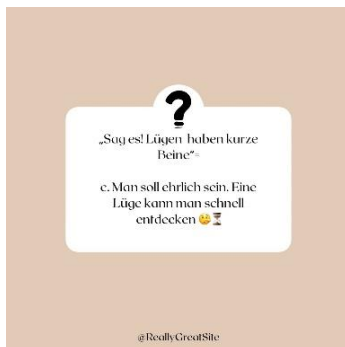 ?
„Sag es! Lügen haben kurze
Beine“=
c. Man soll ehrlich sein. Eine
Lüge kann man schnell
entdecken 🤥⏳
@ReallyGreatSite